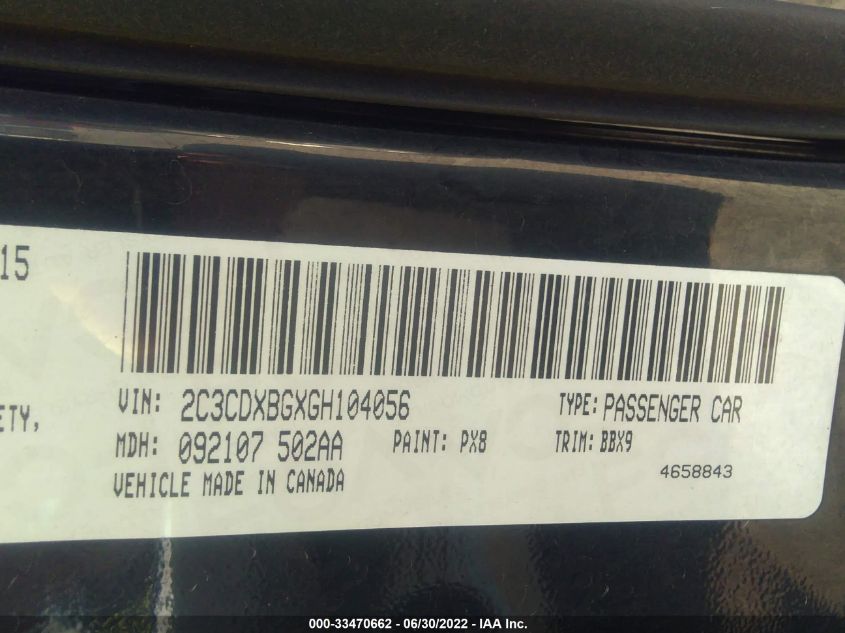 15
VIN: 2C3CDXBGXGH104056
TYPE: PASSENGER CAR
ETY,
MDH: 092107 502AA
PAINT: PX8
TRIM: BBX9
VEHICLE MADE IN CANADA
4658843
000-33470662 - 06/30/2022 - IAA Inc.